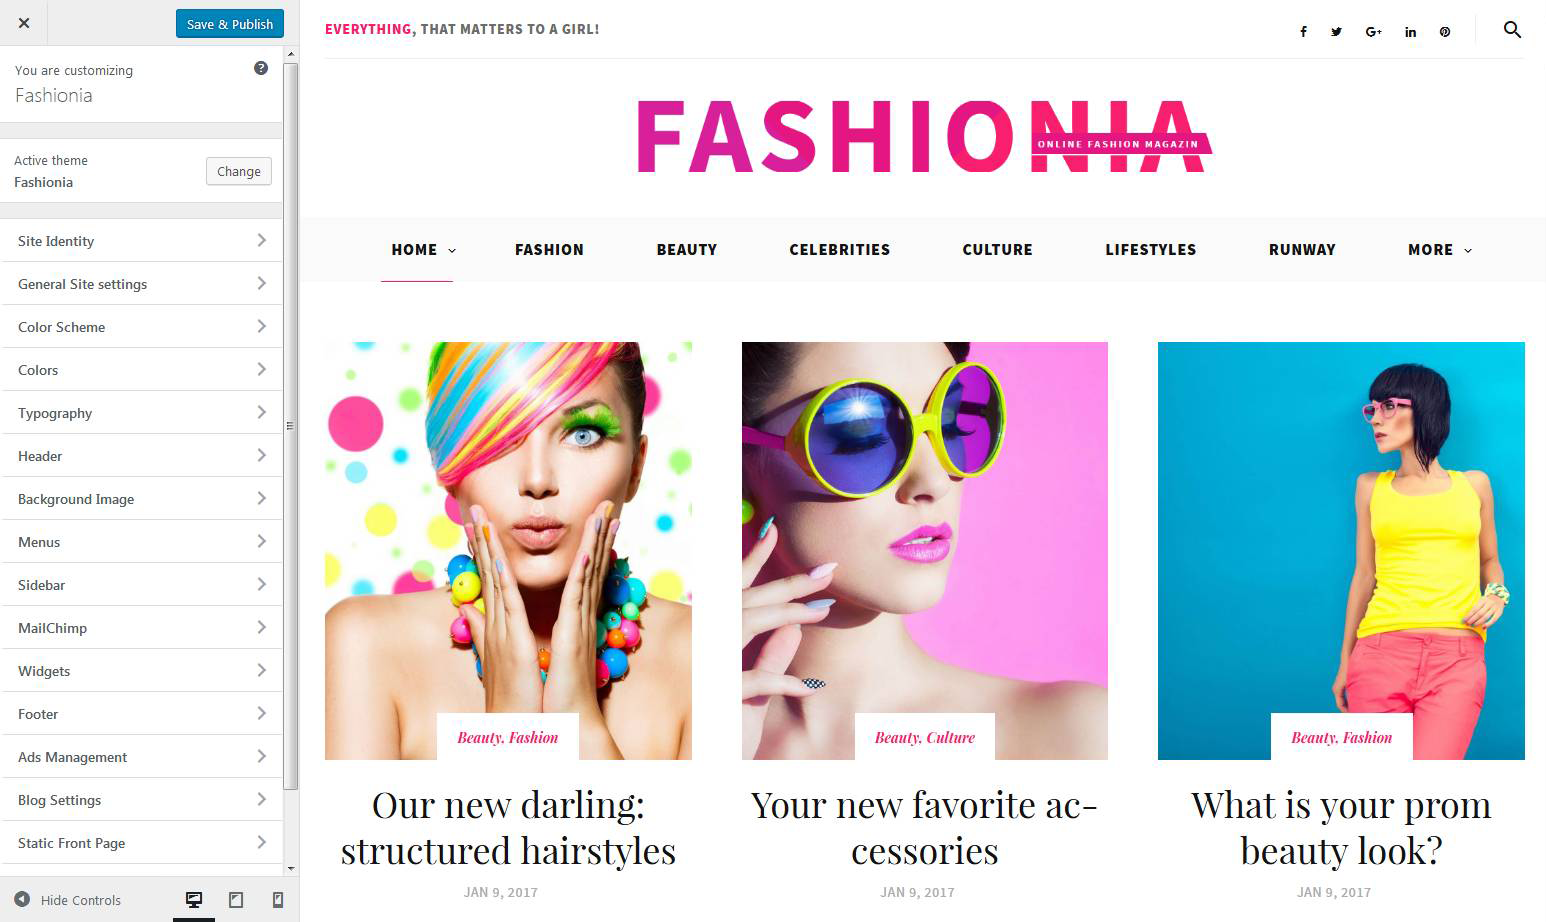 Save & Publish
You are customizing
Fashionia
Active theme
Fashionia
Change
Site Identity
General Site settings
Color Scheme
Colors
Typography
Header
Background Image
Menus
Sidebar
MailChimp
Widgets
Footer
Ads Management
Blog Settings
Static Front Page
Hide Controls
EVERYTHING, THAT MATTERS TO A GIRL!
FASHIONIA
ONLINE FASHION MAGAZIN
HOME FASHION BEAUTY CELEBRITIES CULTURE LIFESTYLES RUNWAY MORE
Beauty, Fashion
Our new darling:
structured hairstyles
JAN 9, 2017
Beauty, Culture
Your new favorite ac-
cessories
JAN 9, 2017
Beauty, Fashion
What is your prom
beauty look?
JAN 9, 2017